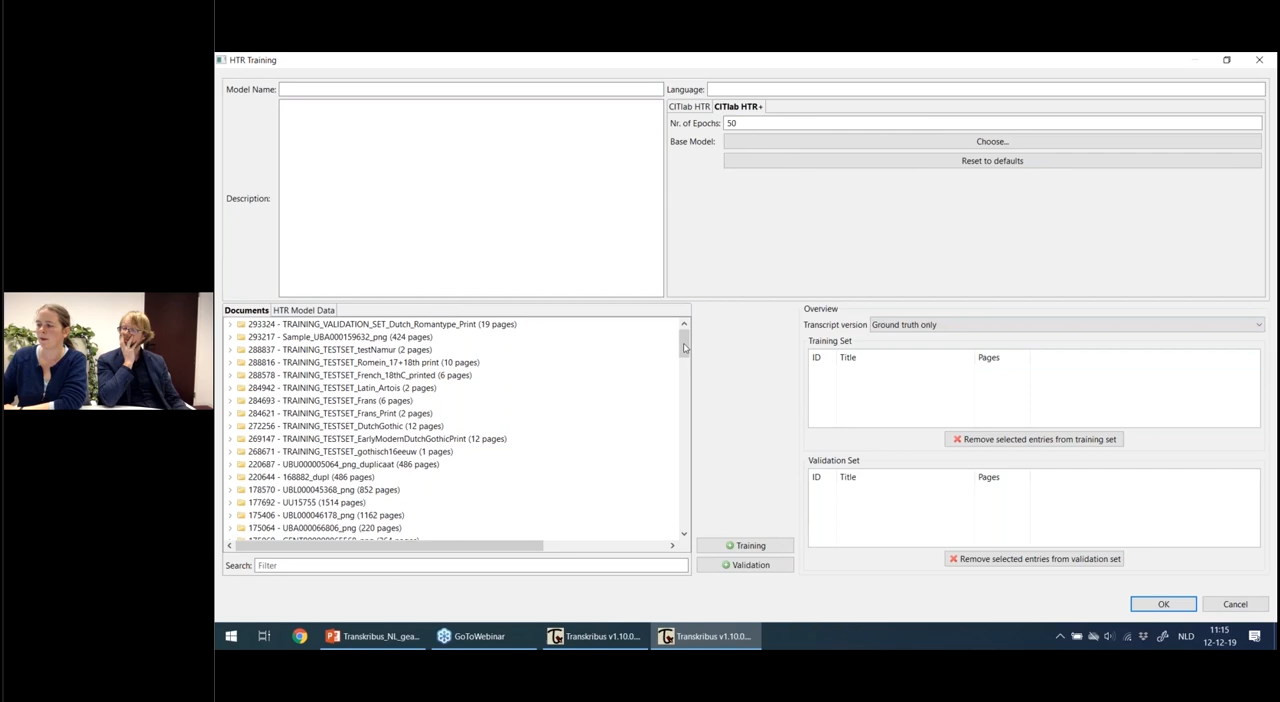 HTR Training
Model Name:
Language:
CITlab HTR CITlab HTR+
Nr. of Epochs: 50
Base Model: Choose...
Reset to defaults
Description:
Documents HTR Model Data
293324 - TRAINING_VALIDATION_SET_Dutch_Romantype_Print (19 pages)
293217 - Sample_UBA000159632_png (424 pages)
288837 - TRAINING_TESTSET_testNamur (2 pages)
288816 - TRAINING_TESTSET_Romein_17+18th print (10 pages)
288578 - TRAINING_TESTSET_French_18thC_printed (6 pages)
284942 - TRAINING_TESTSET_Latin_Artois (2 pages)
284693 - TRAINING_TESTSET_Frans (6 pages)
284621 - TRAINING_TESTSET_Frans_Print (2 pages)
272256 - TRAINING_TESTSET_DutchGothic (12 pages)
269147 - TRAINING_TESTSET_EarlyModernDutchGothicPrint (12 pages)
268671 - TRAINING_TESTSET_gothisch16eeuw (1 pages)
220687 - UBU000005064_png_duplicaat (486 pages)
220644 - 168882_dupl (486 pages)
178570 - UBL000045368_png (852 pages)
177692 - UU15755 (1514 pages)
175406 - UBL000046178_png (1162 pages)
175064 - UBA000066806_png (220 pages)
Search: Filter
Training
Validation
Overview
Transcript version Ground truth only
Training Set
ID Title Pages
Remove selected entries from training set
Validation Set
ID Title Pages
Remove selected entries from validation set
OK Cancel
Transkribus_NL_gea... GoToWebinar Transkribus v1.10.0... Transkribus v1.10.0... NLD 11:15
12-12-19